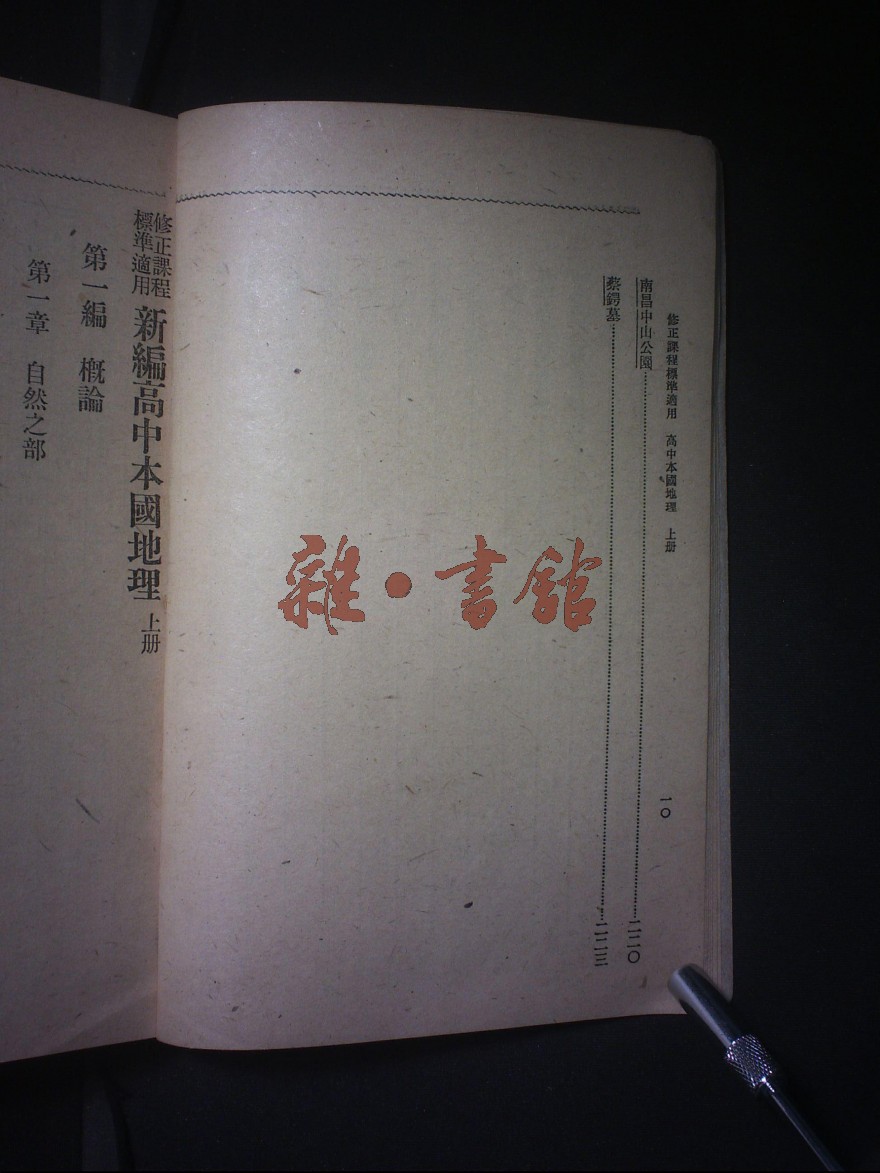 修正課程標準適用　高中本國地理　上册
一〇
南昌中山公園……二二〇
蔡鍔墓……二二三
修正課程
標準適用
新編高中本國地理　上册
第一編　概論
第一章　自然之部
雜·書館